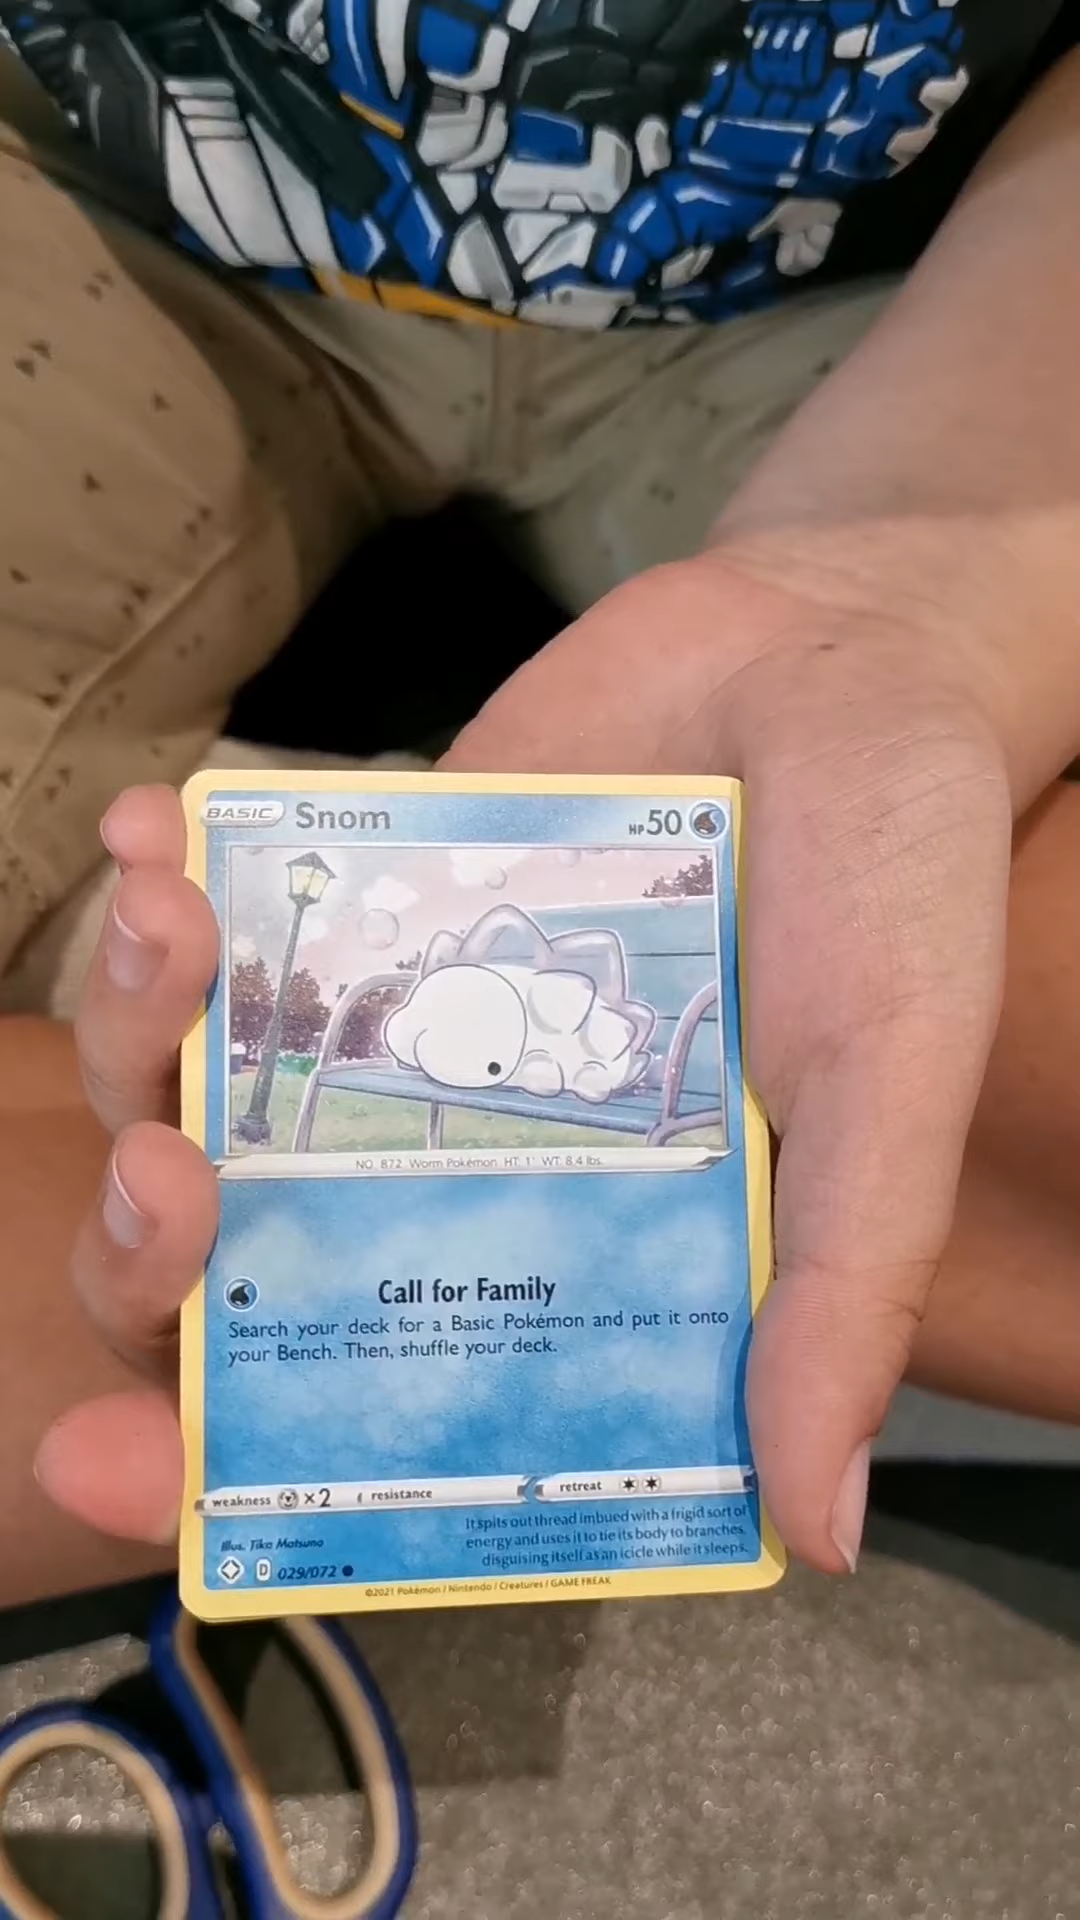 BASIC Snom HP 50
NO. 872 Worm Pokémon HT: 1' WT: 8.4 lbs.
Call for Family
Search your deck for a Basic Pokémon and put it onto
your Bench. Then, shuffle your deck.
weakness ×2 resistance retreat
It spits out thread imbued with a frigid sort of
energy and uses it to tie its body to branches,
disguising itself as an icicle while it sleeps.
Illus. Tika Matsuno
D 029/072
©2021 Pokémon / Nintendo / Creatures / GAME FREAK